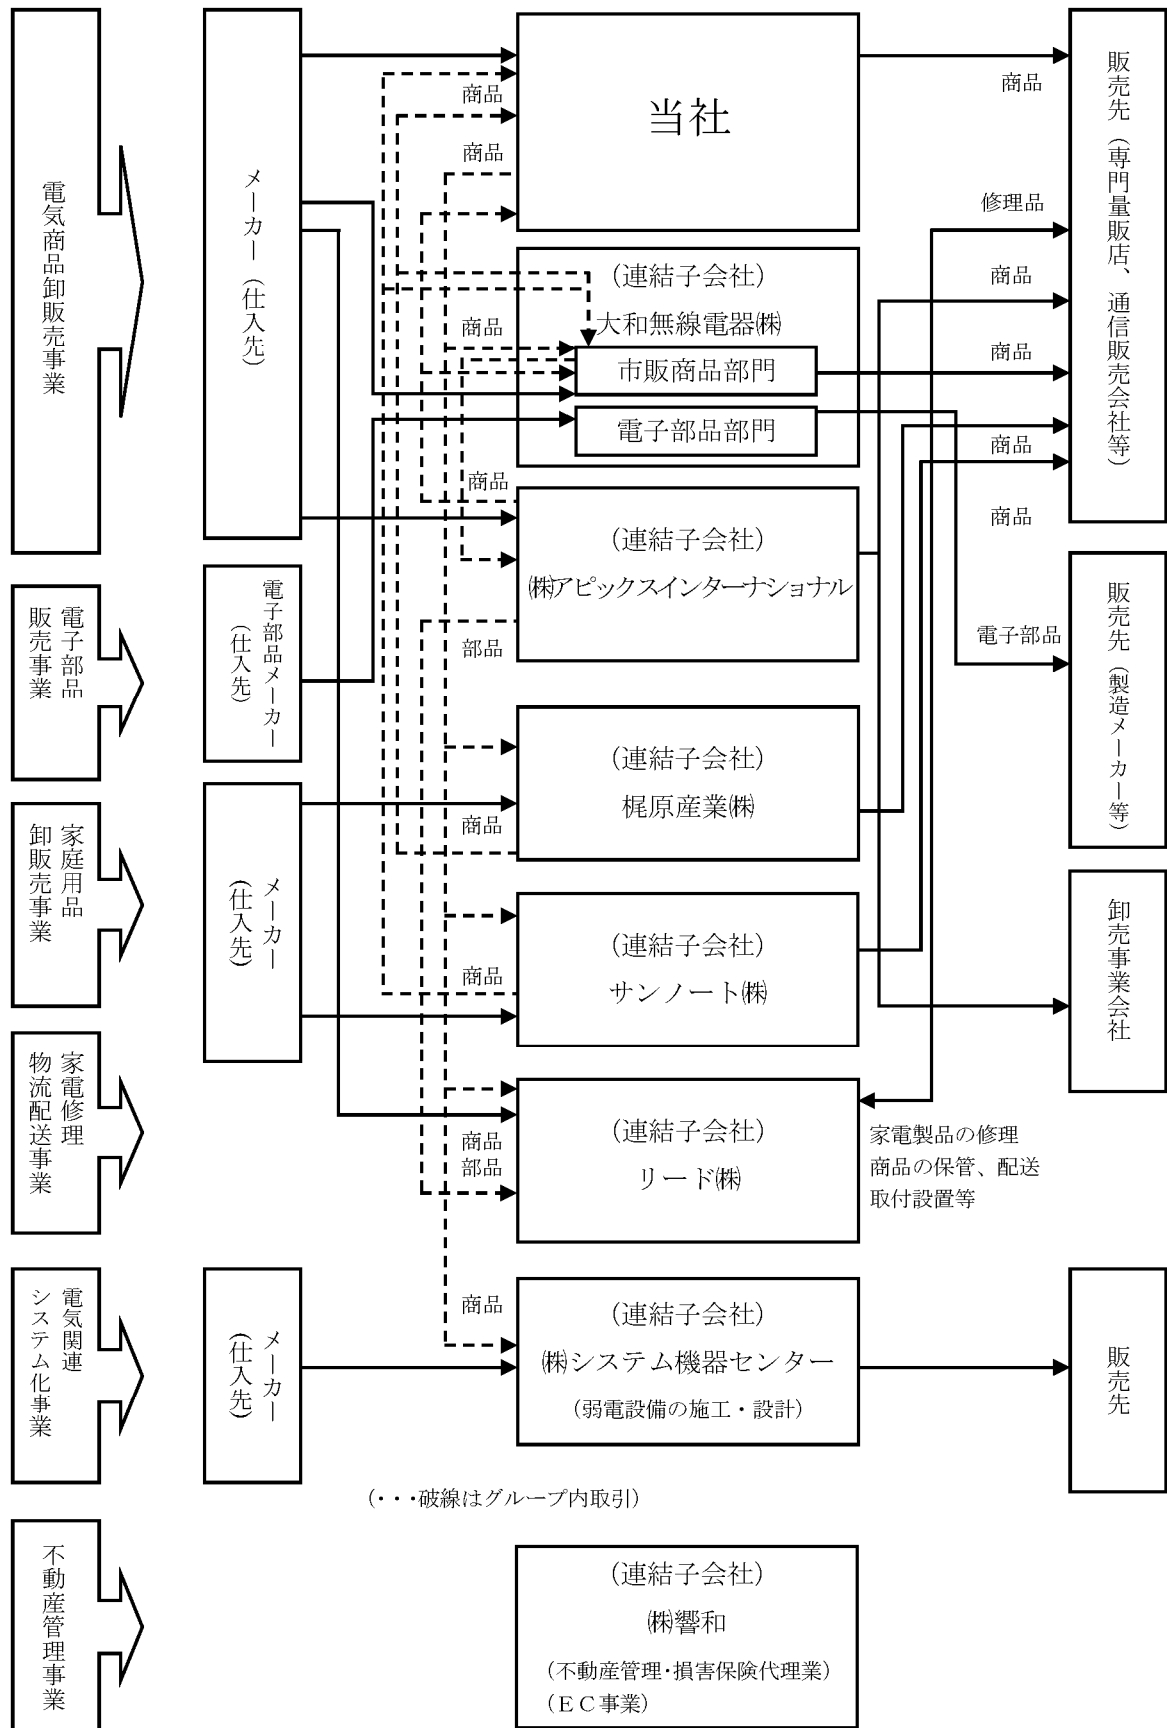 電気商品卸販売事業
電子部品
販売事業
家庭用品
卸販売事業
家電修理
物流配送事業
電気関連
システム化事業
不動産管理事業
メーカー（仕入先）
電子部品メーカー
（仕入先）
メーカー
（仕入先）
メーカー
（仕入先）
商品
商品
商品
商品
部品
商品
商品
商品
部品
商品
当社
（連結子会社）
大和無線電器㈱
市販商品部門
電子部品部門
（連結子会社）
㈱アピックスインターナショナル
（連結子会社）
梶原産業㈱
（連結子会社）
サンノート㈱
（連結子会社）
リード㈱
（連結子会社）
㈱システム機器センター
（弱電設備の施工・設計）
（・・・破線はグループ内取引）
（連結子会社）
㈱響和
（不動産管理・損害保険代理業）
（ＥＣ事業）
商品
修理品
商品
商品
商品
商品
電子部品
家電製品の修理
商品の保管、配送
取付設置等
販売先（専門量販店、通信販売会社等）
販売先（製造メーカー等）
卸売事業会社
販売先